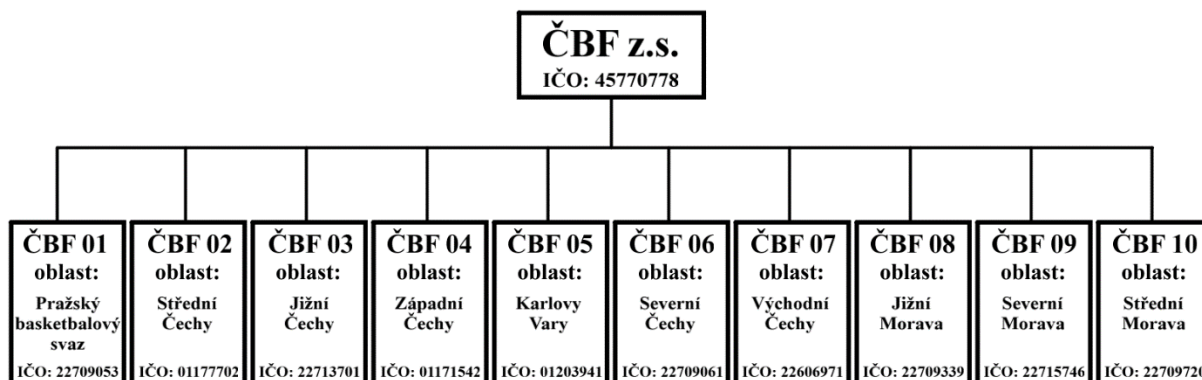 ČBF z.s.
IČO: 45770778
ČBF 01
oblast:
Pražský
basketbalový
svaz
IČO: 22709053
ČBF 02
oblast:
Střední
Čechy
IČO: 01177702
ČBF 03
oblast:
Jižní
Čechy
IČO: 22713701
ČBF 04
oblast:
Západní
Čechy
IČO: 01171542
ČBF 05
oblast:
Karlovy
Vary
IČO: 01203941
ČBF 06
oblast:
Severní
Čechy
IČO: 22709061
ČBF 07
oblast:
Východní
Čechy
IČO: 22606971
ČBF 08
oblast:
Jižní
Morava
IČO: 22709339
ČBF 09
oblast:
Severní
Morava
IČO: 22715746
ČBF 10
oblast:
Střední
Morava
IČO: